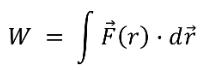 W = ∫ F⃗(r) · dr⃗